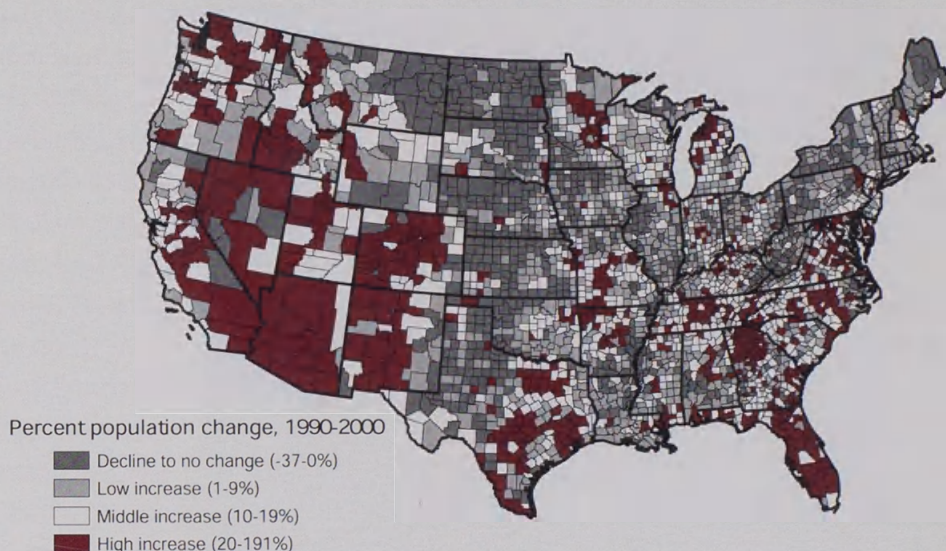 Percent population change, 1990-2000
Decline to no change (-37-0%)
Low increase (1-9%)
Middle increase (10-19%)
High increase (20-191%)